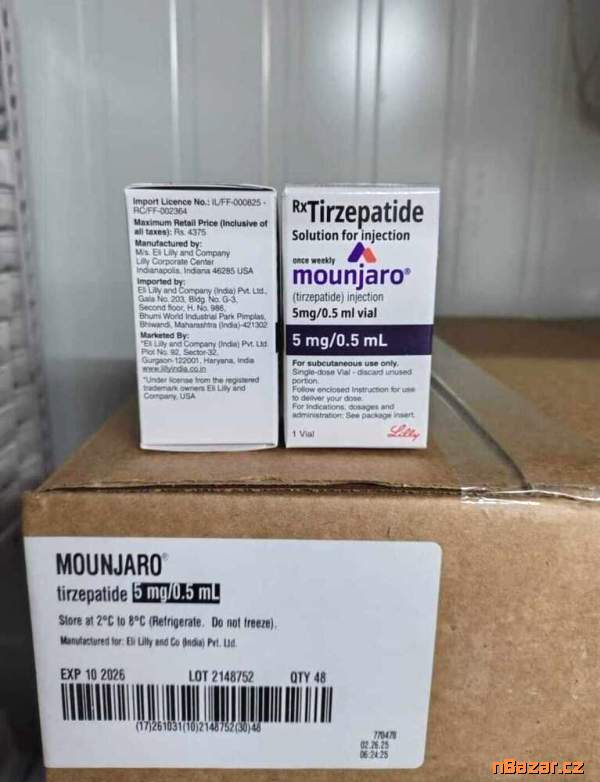 Import Licence No.: IL/FF-000825 -
RC/FF-002364
Maximum Retail Price (Inclusive of
all taxes): Rs. 4375
Manufactured by:
M/s. Eli Lilly and Company
Lilly Corporate Center
Indianapolis, Indiana 46285 USA
Imported by:
Eli Lilly and Company (India) Pvt. Ltd.,
Gala No. 203, Bldg. No. G-3,
Second floor, H. No. 986,
Bhumi World Industrial Park Pimplas,
Bhiwandi, Maharashtra (India)-421302
Marketed By:
*Eli Lilly and Company (India) Pvt. Ltd.
Plot No. 92, Sector-32,
Gurgaon-122001, Haryana, India
www.lillyindia.co.in
*Under license from the registered
trademark owners Eli Lilly and
Company, USA
RxTirzepatide
Solution for injection
once weekly
mounjaro®
(tirzepatide) injection
5mg/0.5 ml vial
5 mg/0.5 mL
For subcutaneous use only.
Single-dose Vial - discard unused
portion.
Follow enclosed Instruction for use
to deliver your dose.
For Indications, dosages and
administration: See package insert.
1 Vial
Lilly
MOUNJARO®
tirzepatide 5 mg/0.5 mL
Store at 2°C to 8°C (Refrigerate. Do not freeze).
Manufactured for: Eli Lilly and Co (India) Pvt. Ltd.
EXP 10 2026 LOT 2148752 QTY 48
(17)261031(10)2148752(30)48
770478
02.26.25
06:24:25
nBazar.cz